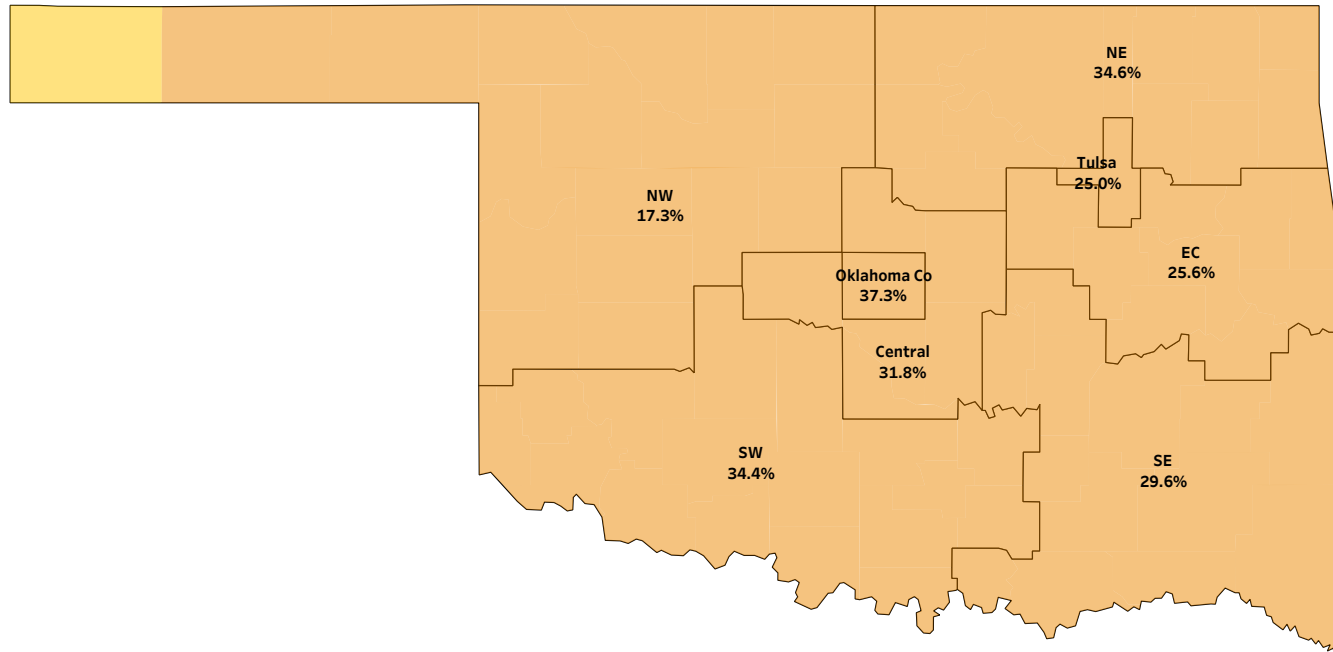 NE
34.6%
Tulsa
25.0%
NW
17.3%
EC
25.6%
Oklahoma Co
37.3%
Central
31.8%
SW
34.4%
SE
29.6%